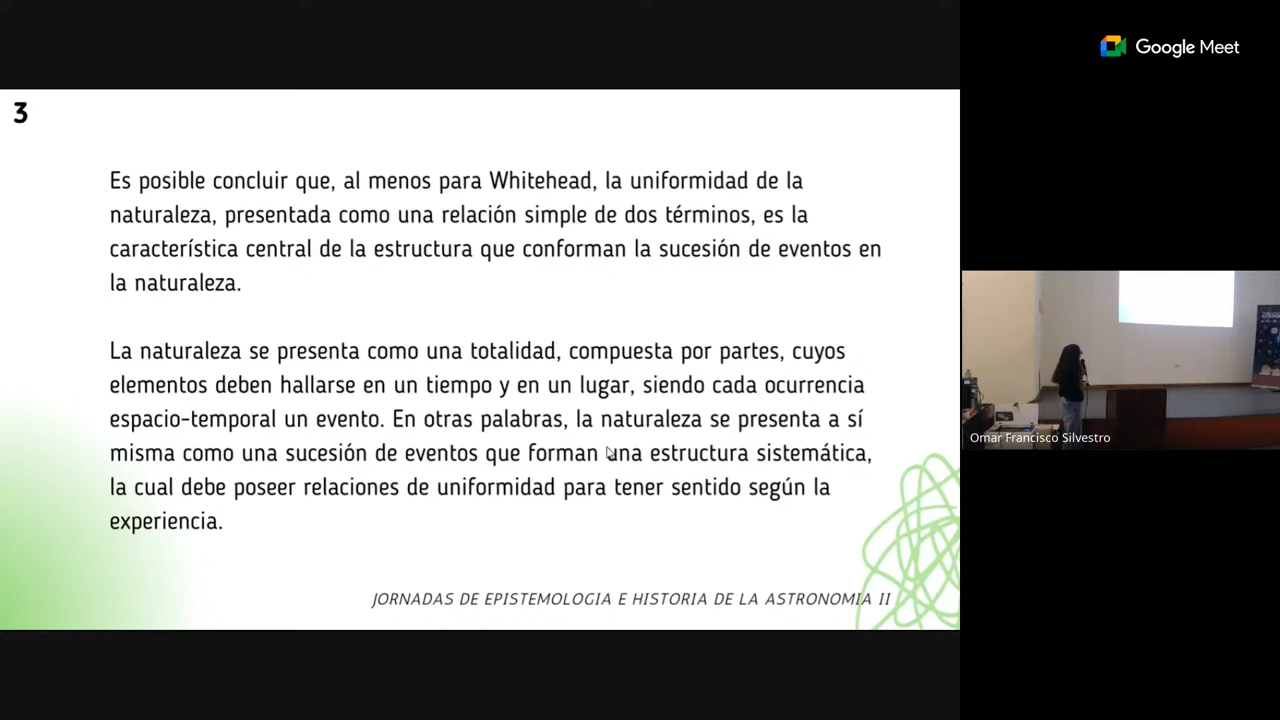 Google Meet
3
Es posible concluir que, al menos para Whitehead, la uniformidad de la
naturaleza, presentada como una relación simple de dos términos, es la
característica central de la estructura que conforman la sucesión de eventos en
la naturaleza.
La naturaleza se presenta como una totalidad, compuesta por partes, cuyos
elementos deben hallarse en un tiempo y en un lugar, siendo cada ocurrencia
espacio-temporal un evento. En otras palabras, la naturaleza se presenta a sí
misma como una sucesión de eventos que forman una estructura sistemática,
la cual debe poseer relaciones de uniformidad para tener sentido según la
experiencia.
JORNADAS DE EPISTEMOLOGIA E HISTORIA DE LA ASTRONOMIA II
Omar Francisco Silvestro